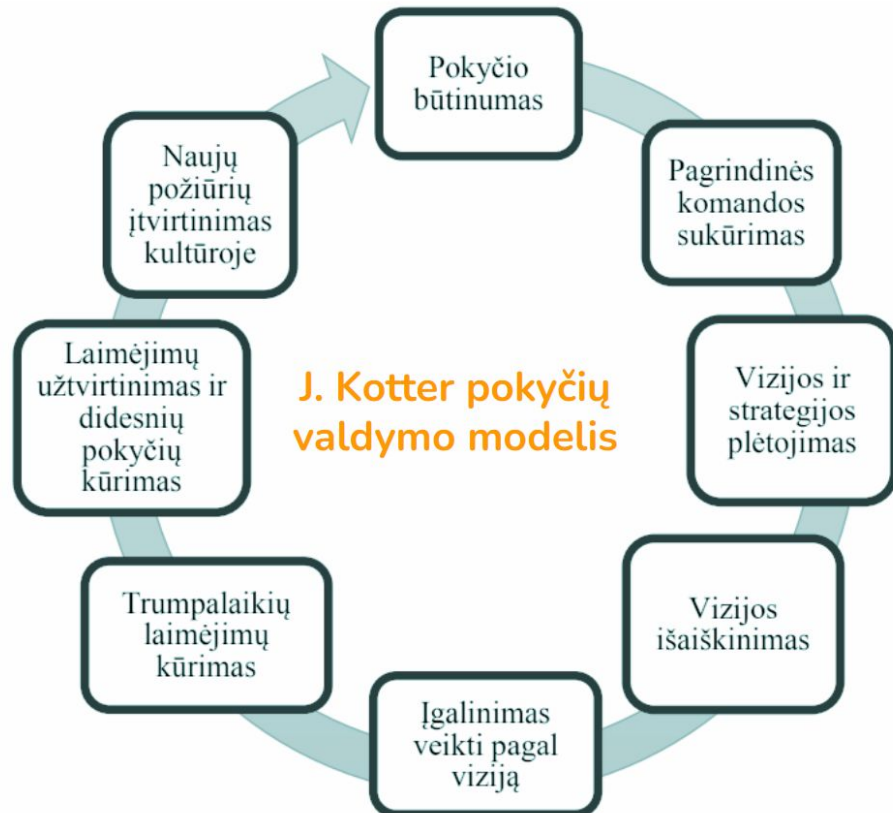 Pokyčio
būtinumas
Pagrindinės
komandos
sukūrimas
Vizijos ir
strategijos
plėtojimas
Vizijos
išaiškinimas
Įgalinimas
veikti pagal
viziją
Trumpalaikių
laimėjimų
kūrimas
Laimėjimų
užtvirtinimas ir
didesnių
pokyčių
kūrimas
Naujų
požiūrių
įtvirtinimas
kultūroje
J. Kotter pokyčių
valdymo modelis